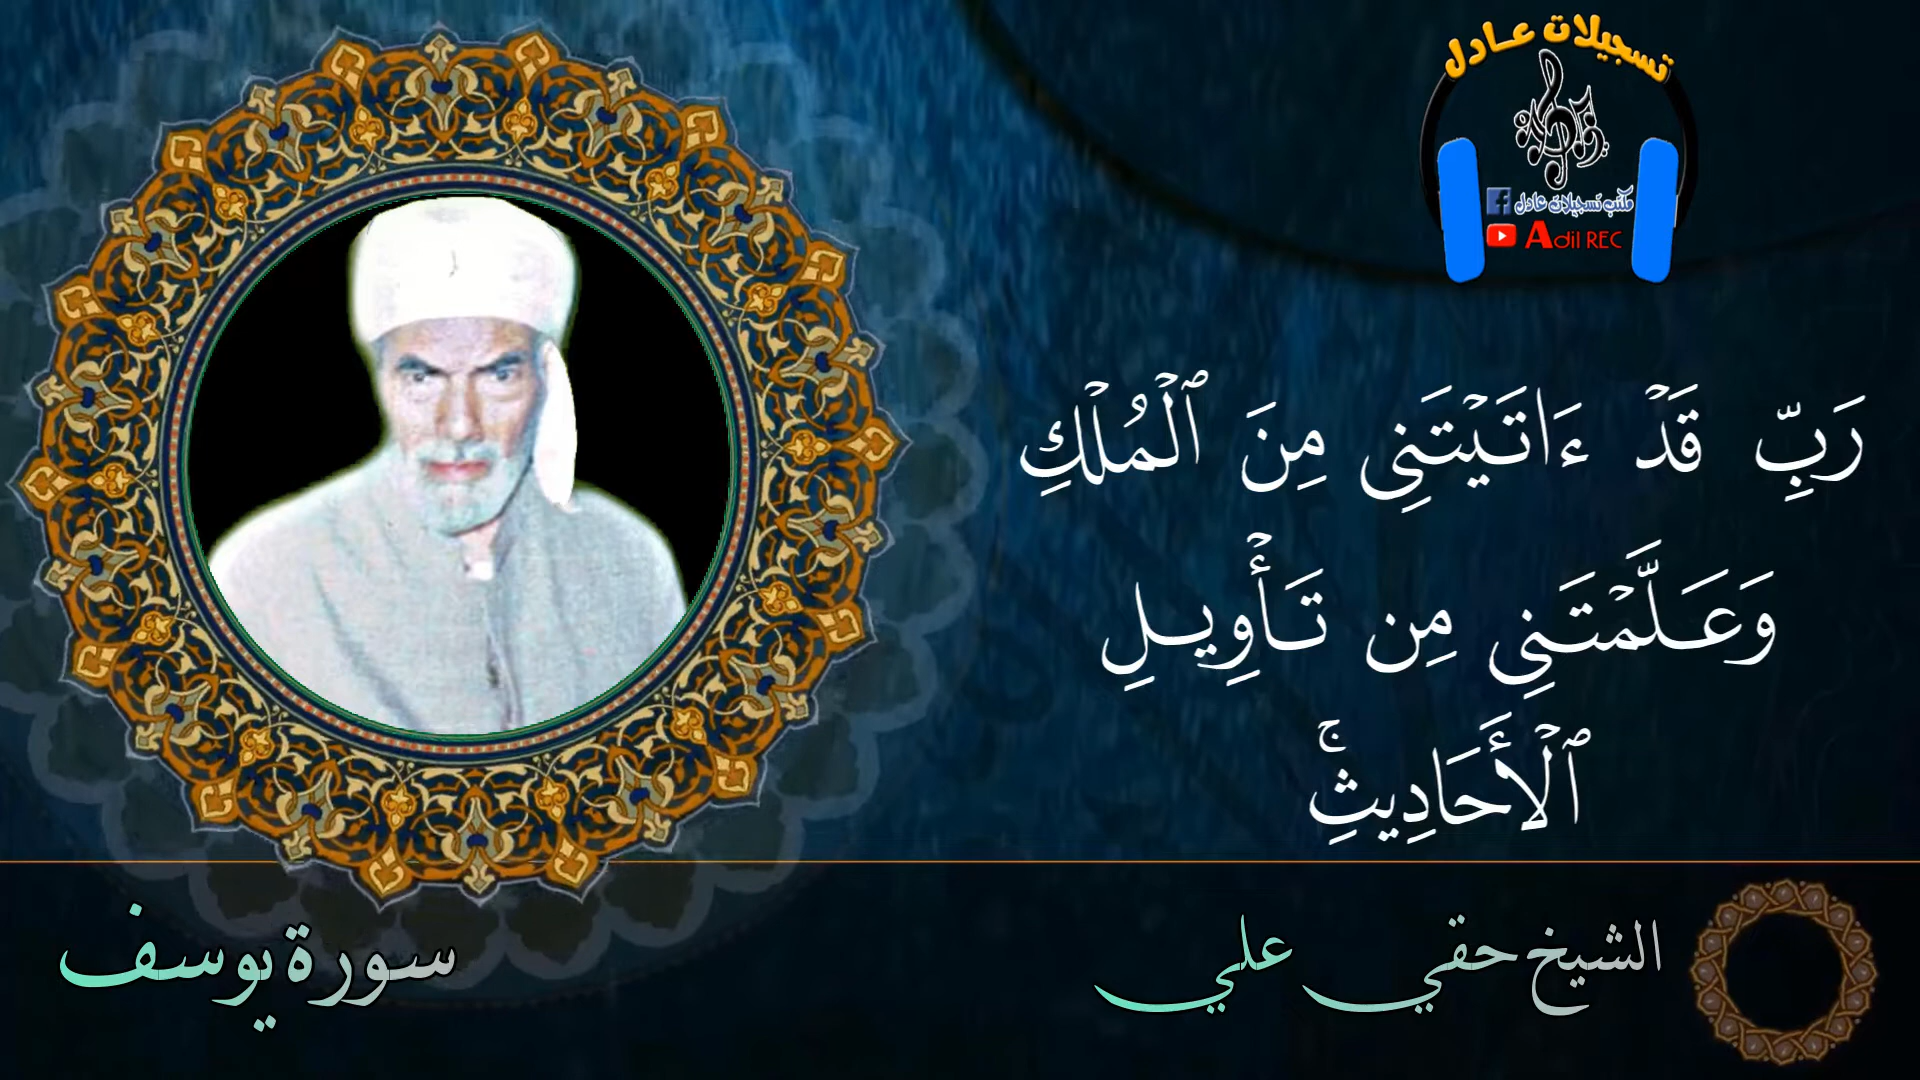 تسجيلات عادل
مكتب تسجيلات عادل
Adil REC
رَبِّ قَدۡ ءَاتَيۡتَنِي مِنَ ٱلۡمُلۡكِ
وَعَلَّمۡتَنِي مِن تَأۡوِيلِ
ٱلۡأَحَادِيثِۚ
الشيخ حقي علي
سورة يوسف